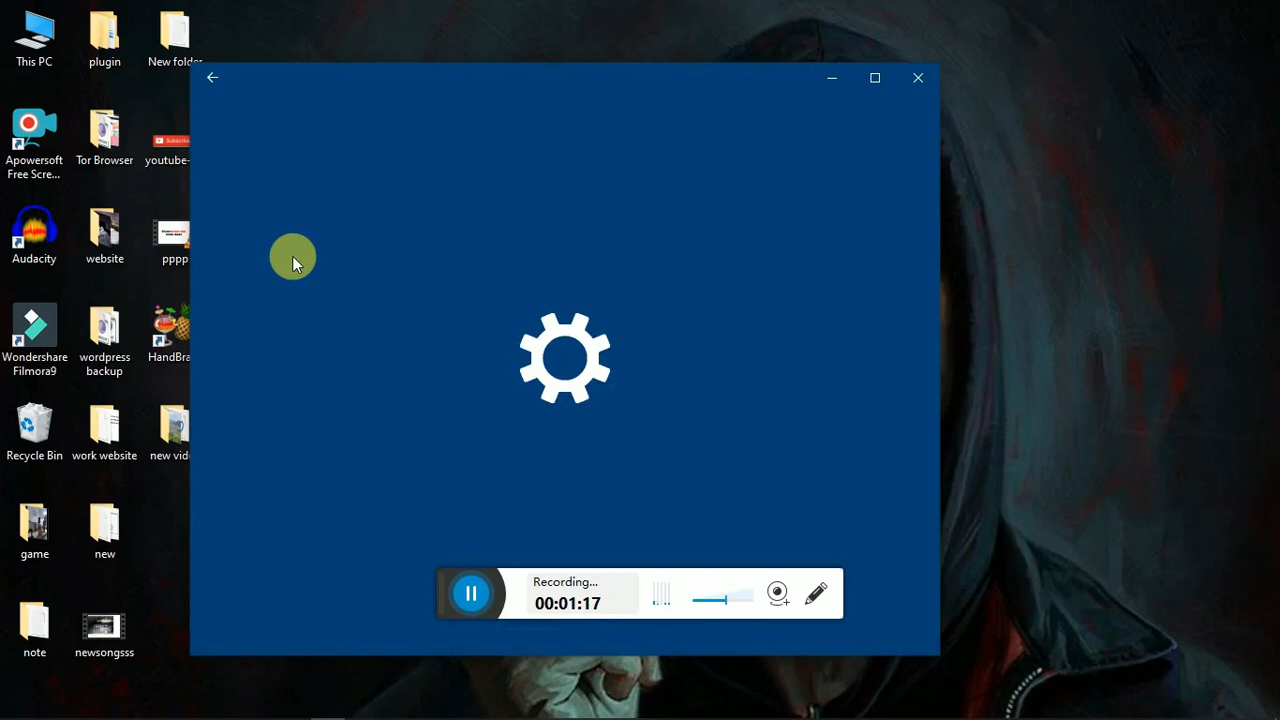 This PC
plugin
New folder
Apowersoft
Free Scre...
Tor Browser
youtube-
Audacity
website
pppp
Wondershare
Filmora9
wordpress
backup
HandBra
Recycle Bin
work website
new vid
game
new
Recording...
00:01:17
note
newsongsss